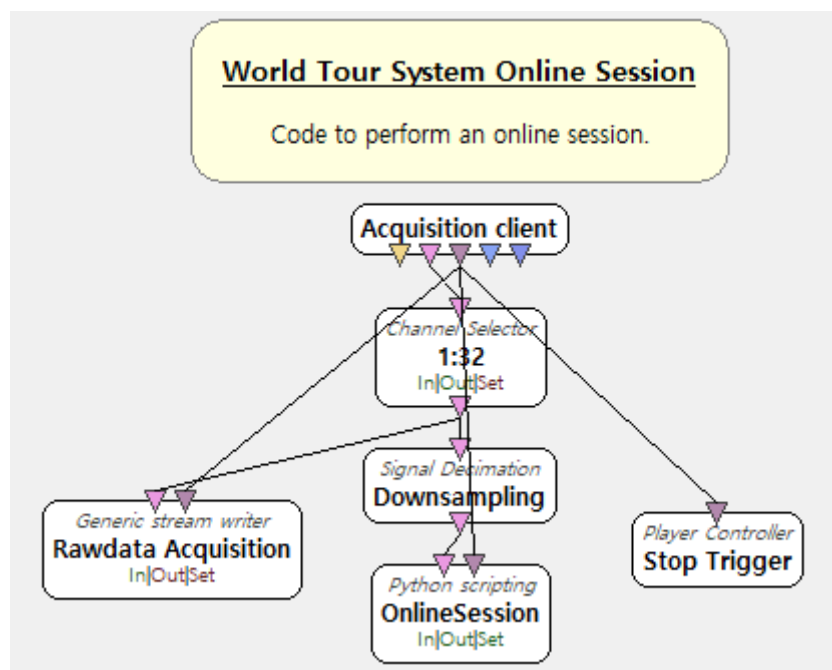 World Tour System Online Session
Code to perform an online session.
Acquisition client
Channel Selector
1:32
In|Out|Set
Signal Decimation
Downsampling
Generic stream writer
Rawdata Acquisition
In|Out|Set
Player Controller
Stop Trigger
Python scripting
OnlineSession
In|Out|Set